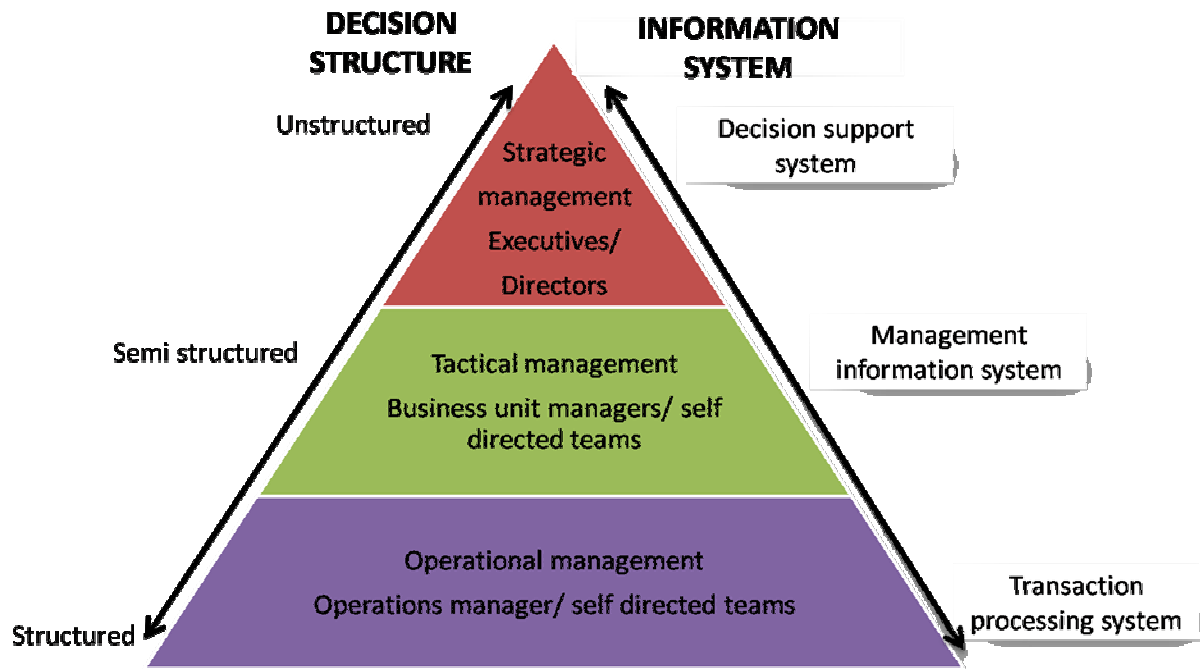 DECISION
STRUCTURE
INFORMATION
SYSTEM
Unstructured
Decision support
system
Strategic
management
Executives/
Directors
Semi structured
Management
information system
Tactical management
Business unit managers/ self
directed teams
Operational management
Operations manager/ self directed teams
Structured
Transaction
processing system